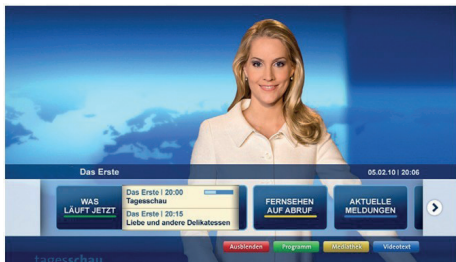 Das Erste
05.02.10 | 20:06
WAS
LÄUFT JETZT
Das Erste | 20:00
Tagesschau
Das Erste | 20:15
Liebe und andere Delikatessen
FERNSEHEN
AUF ABRUF
AKTUELLE
MELDUNGEN
Ausblenden
Programm
Mediathek
Videotext
tagesschau